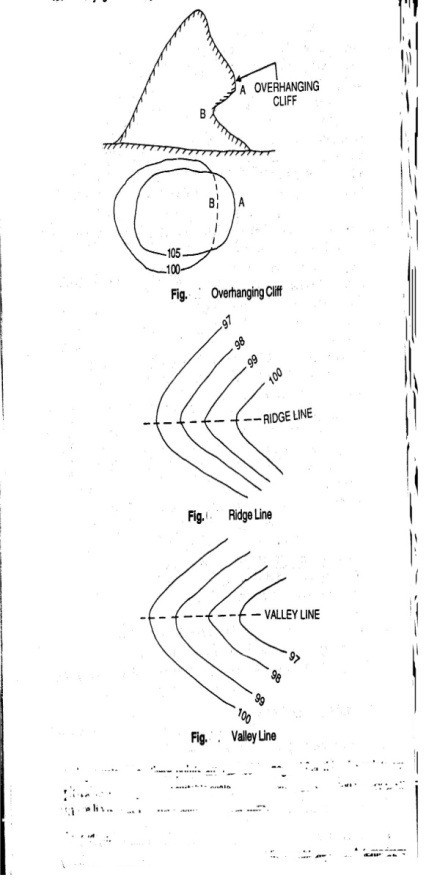 A OVERHANGING
CLIFF
B
B A
105
100
Fig. Overhanging Cliff
97
98
99
100
RIDGE LINE
Fig. Ridge Line
VALLEY LINE
97
98
99
100
Fig. Valley Line